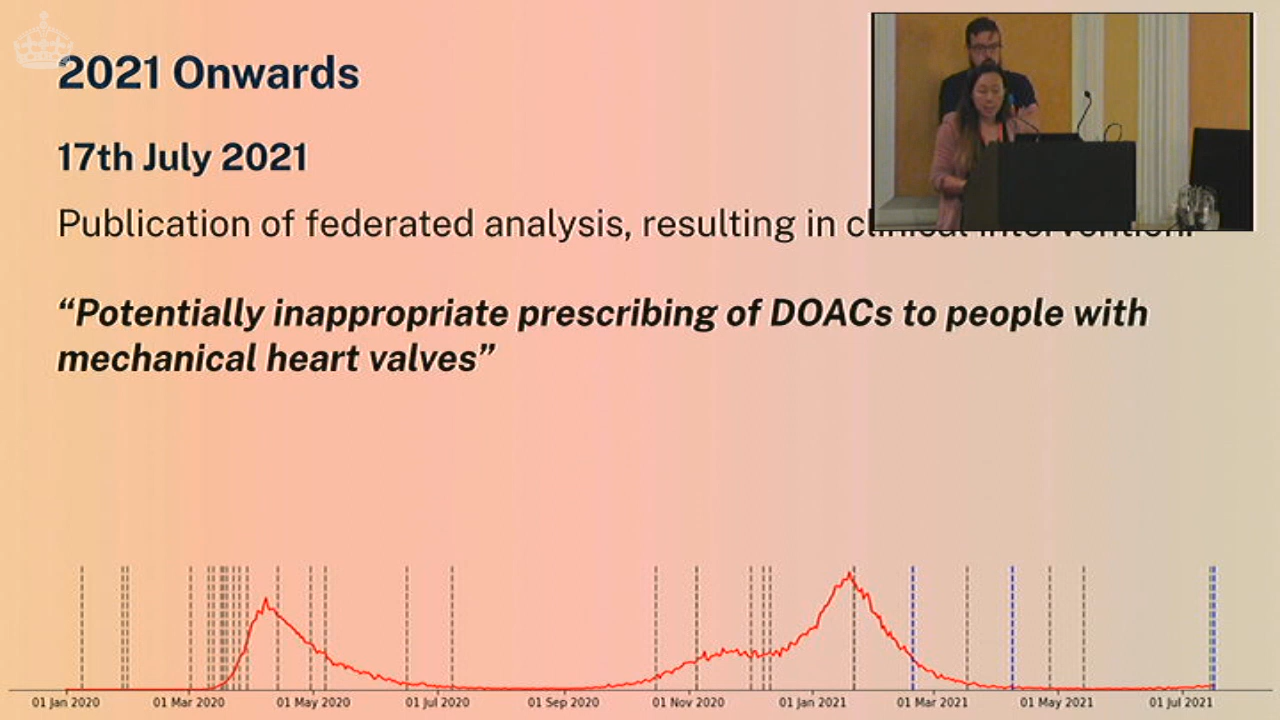 2021 Onwards
17th July 2021
Publication of federated analysis, resulting in clinical intervention.
“Potentially inappropriate prescribing of DOACs to people with
mechanical heart valves”
01 Jan 2020 01 Mar 2020 01 May 2020 01 Jul 2020 01 Sep 2020 01 Nov 2020 01 Jan 2021 01 Mar 2021 01 May 2021 01 Jul 2021